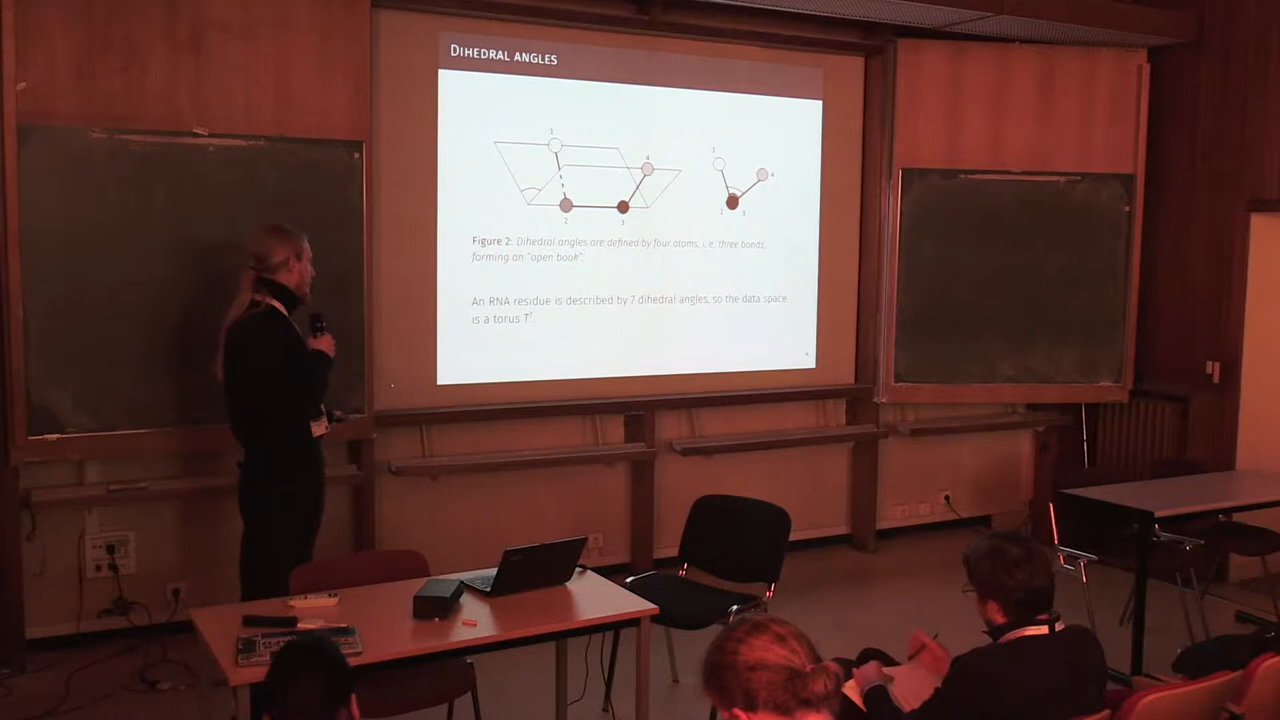 DIHEDRAL ANGLES
1
4
2
3
1
4
2
3
Figure 2: Dihedral angles are defined by four atoms, i. e. three bonds,
forming an "open book".
An RNA residue is described by 7 dihedral angles, so the data space
is a torus T⁷.